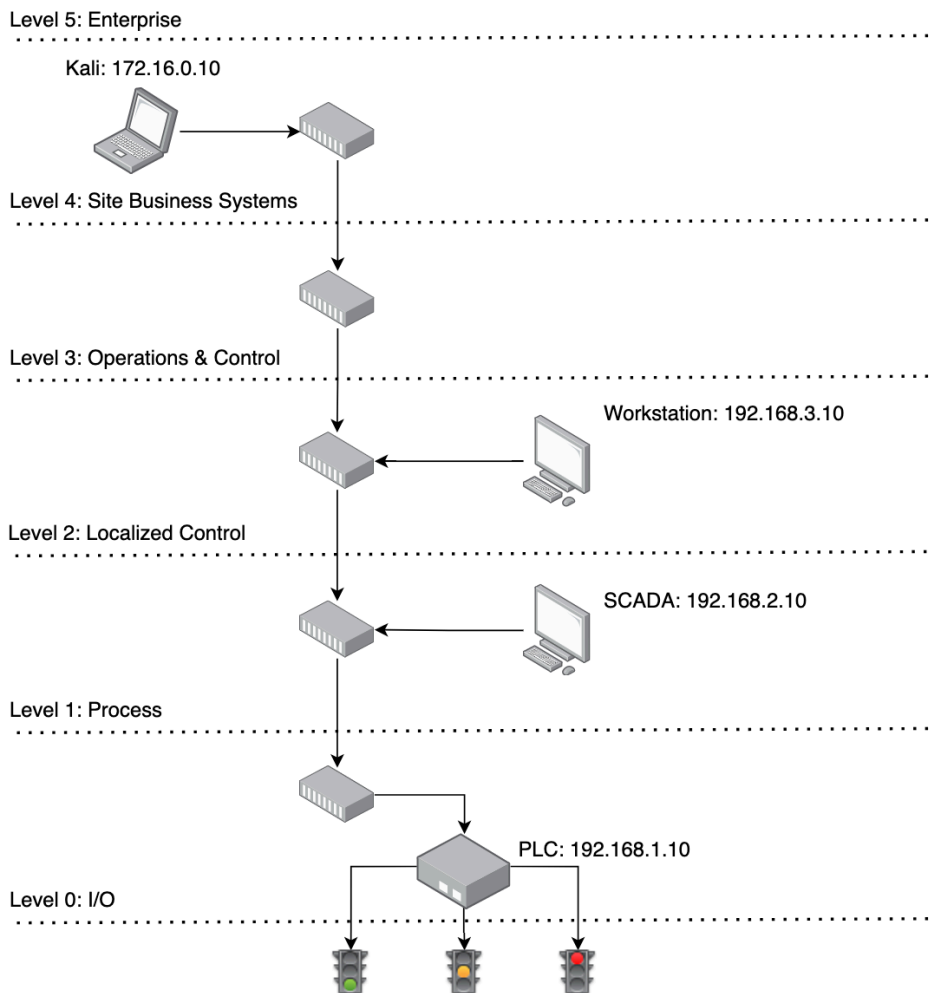 Level 5: Enterprise
Kali: 172.16.0.10
Level 4: Site Business Systems
Level 3: Operations & Control
Workstation: 192.168.3.10
Level 2: Localized Control
SCADA: 192.168.2.10
Level 1: Process
PLC: 192.168.1.10
Level 0: I/O